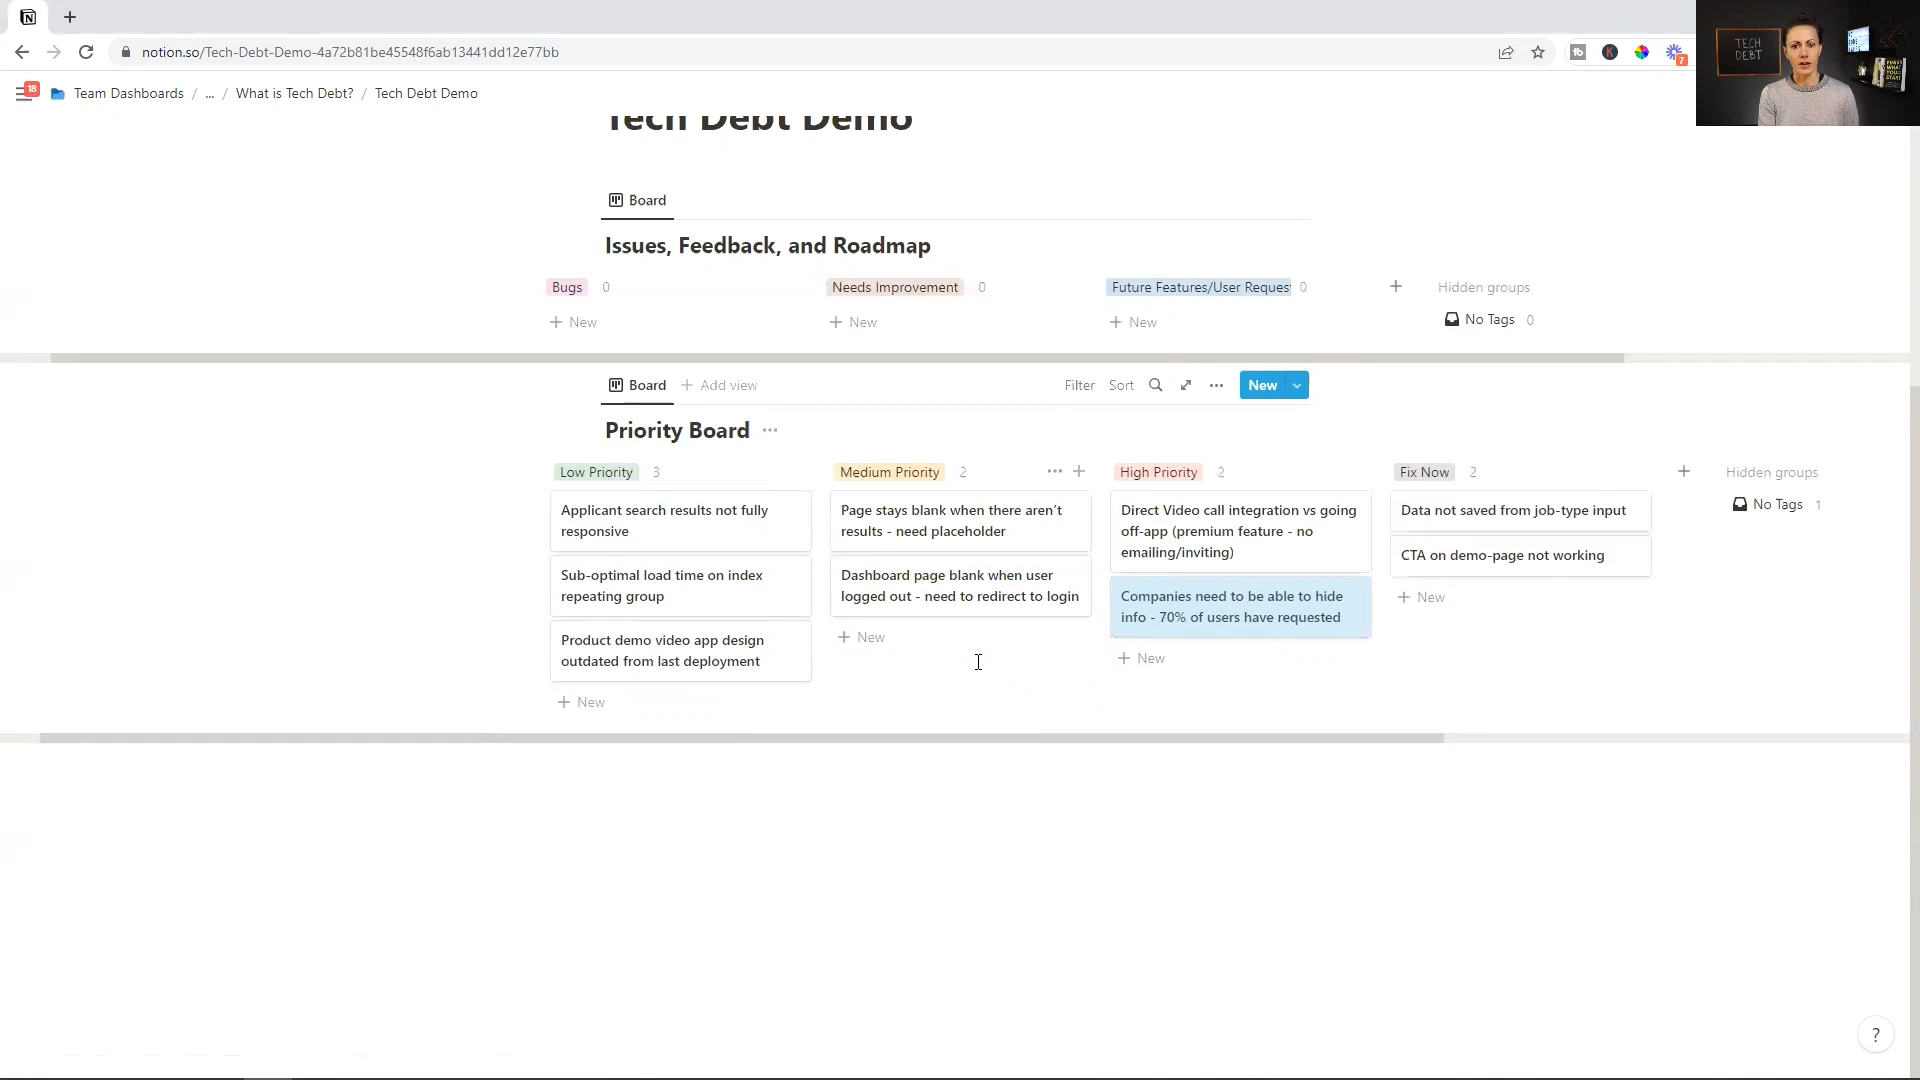 notion.so/Tech-Debt-Demo-4a72b81be45548f6ab13441dd12e77bb
7
18
Team Dashboards / ... / What is Tech Debt? / Tech Debt Demo
TECH
DEBT
Tech Debt Demo
Board
Issues, Feedback, and Roadmap
Bugs 0
Needs Improvement 0
Future Features/User Reques 0
Hidden groups
+ New
+ New
+ New
No Tags 0
Board + Add view
Filter Sort
New
Priority Board
Low Priority 3
Applicant search results not fully
responsive
Sub-optimal load time on index
repeating group
Product demo video app design
outdated from last deployment
+ New
Medium Priority 2
Page stays blank when there aren't
results - need placeholder
Dashboard page blank when user
logged out - need to redirect to login
+ New
High Priority 2
Direct Video call integration vs going
off-app (premium feature - no
emailing/inviting)
Companies need to be able to hide
info - 70% of users have requested
+ New
Fix Now 2
Data not saved from job-type input
CTA on demo-page not working
+ New
Hidden groups
No Tags 1
?